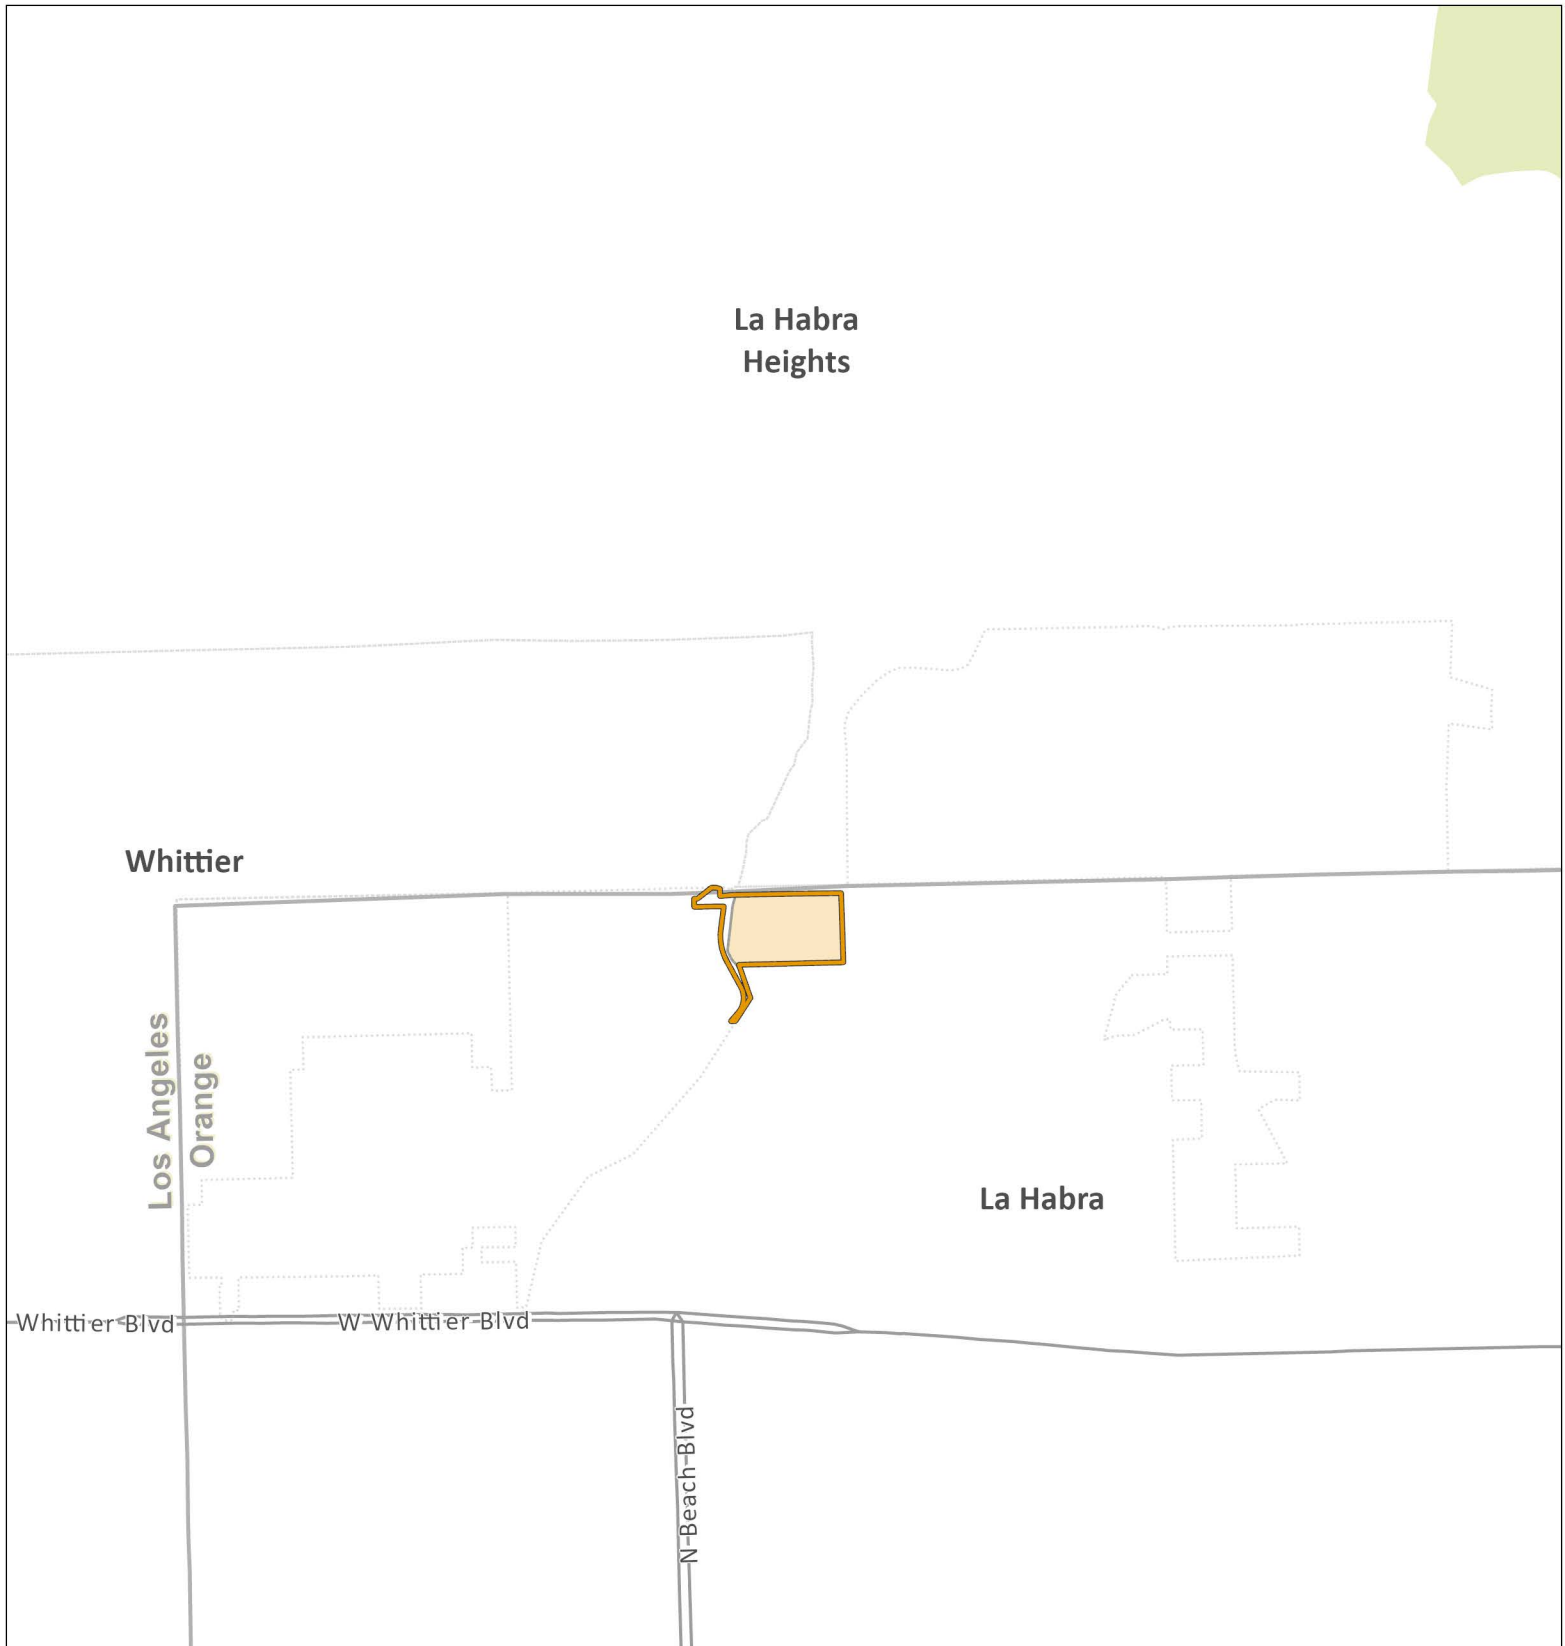 La Habra
Heights
Whittier
Los Angeles
Orange
La Habra
Whittier Blvd
W Whittier Blvd
N Beach Blvd